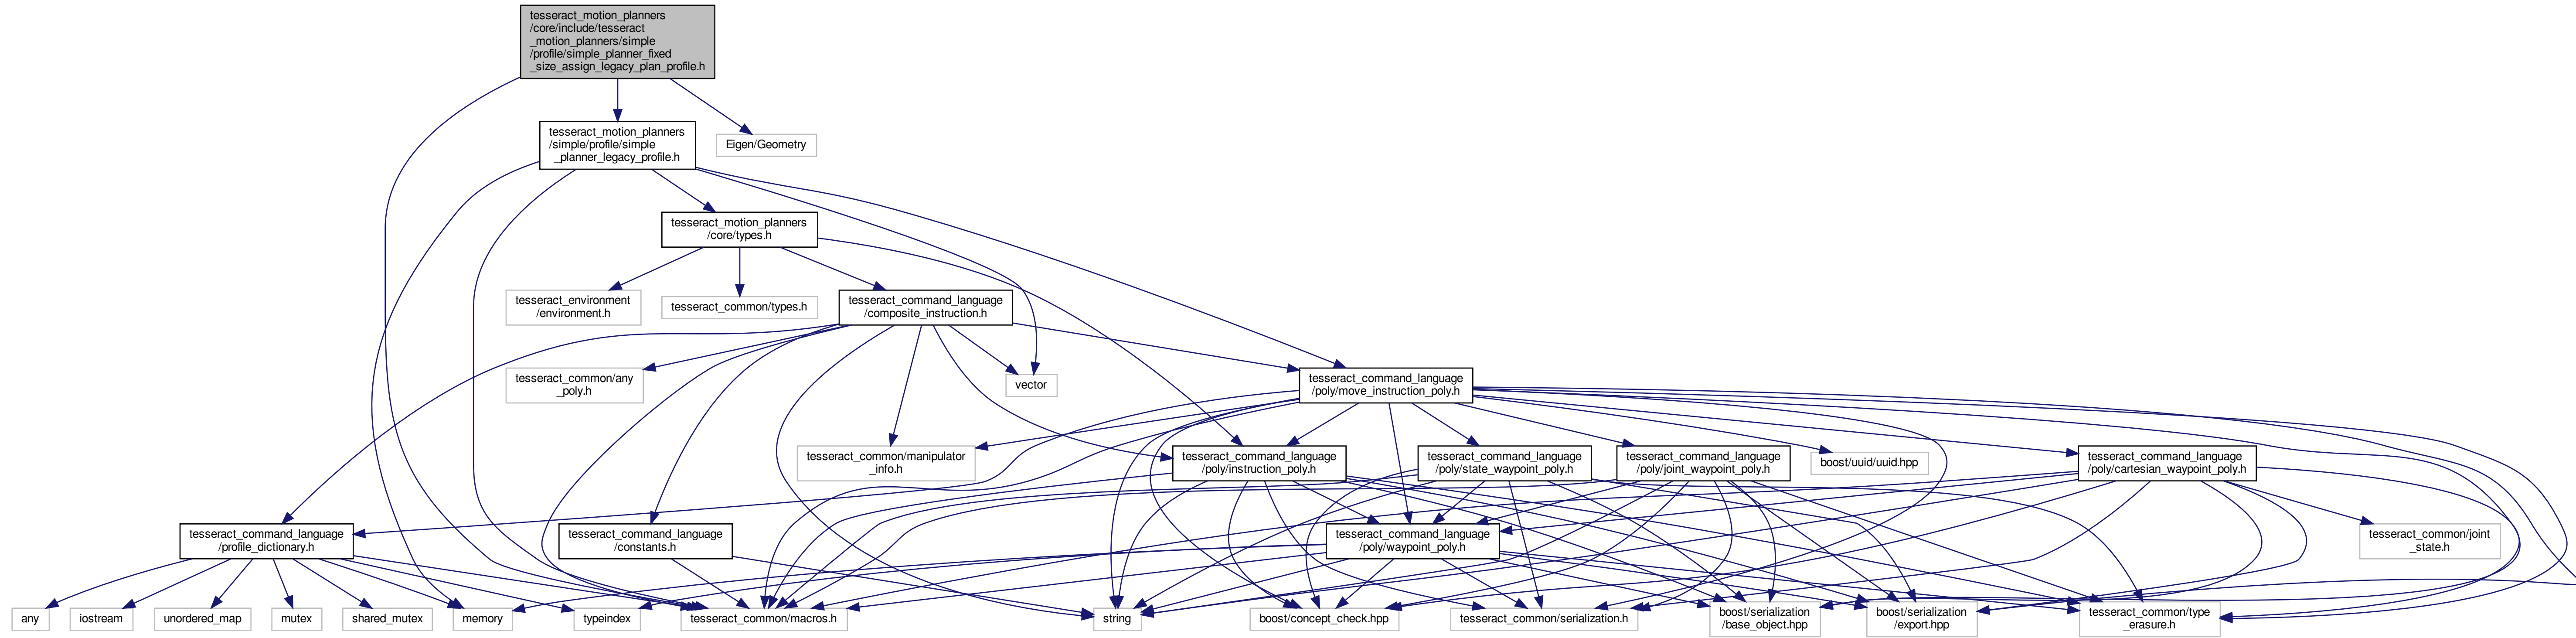 tesseract_motion_planners
/core/include/tesseract
_motion_planners/simple
/profile/simple_planner_fixed
_size_assign_legacy_plan_profile.h
tesseract_motion_planners
/simple/profile/simple
_planner_legacy_profile.h
Eigen/Geometry
tesseract_motion_planners
/core/types.h
tesseract_environment
/environment.h
tesseract_common/types.h
tesseract_command_language
/composite_instruction.h
tesseract_common/any
_poly.h
vector
tesseract_command_language
/poly/move_instruction_poly.h
tesseract_common/manipulator
_info.h
tesseract_command_language
/poly/instruction_poly.h
tesseract_command_language
/poly/state_waypoint_poly.h
tesseract_command_language
/poly/joint_waypoint_poly.h
boost/uuid/uuid.hpp
tesseract_command_language
/poly/cartesian_waypoint_poly.h
tesseract_command_language
/profile_dictionary.h
tesseract_command_language
/constants.h
tesseract_command_language
/poly/waypoint_poly.h
tesseract_common/joint
_state.h
any
iostream
unordered_map
mutex
shared_mutex
memory
typeindex
tesseract_common/macros.h
string
boost/concept_check.hpp
tesseract_common/serialization.h
boost/serialization
/base_object.hpp
boost/serialization
/export.hpp
tesseract_common/type
_erasure.h